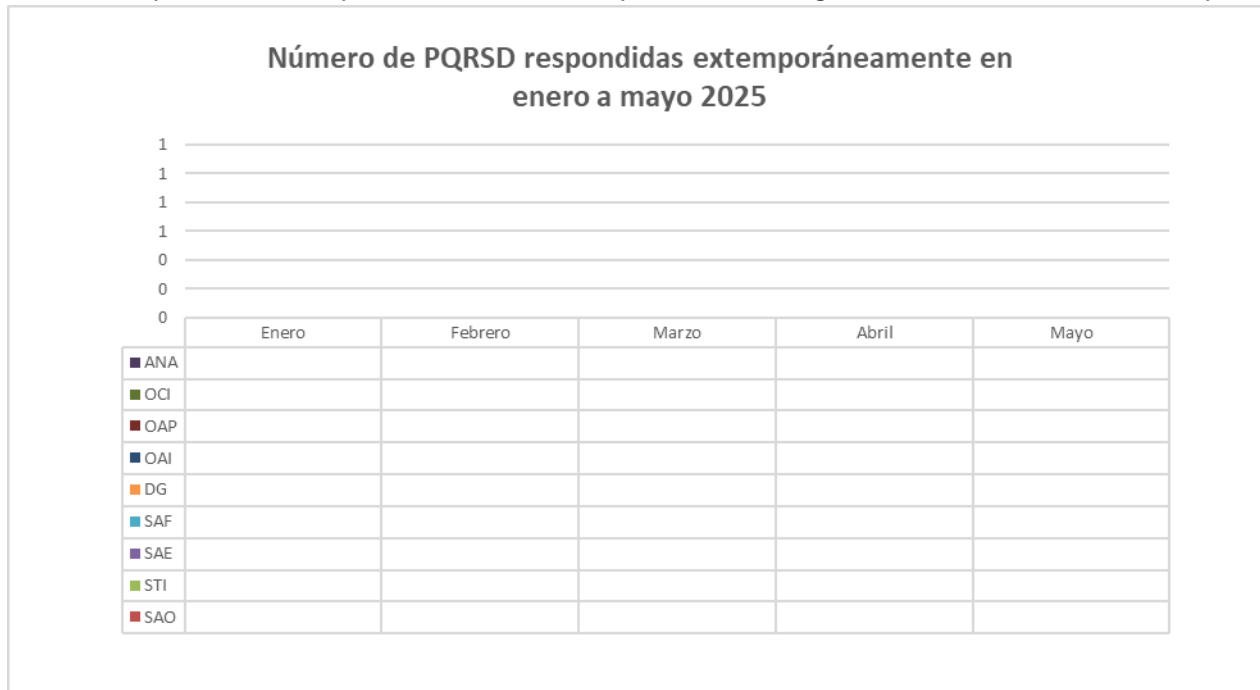 Número de PQRSD respondidas extemporáneamente en
enero a mayo 2025
1
1
1
1
0
0
0
Enero Febrero Marzo Abril Mayo
ANA
OCI
OAP
OAI
DG
SAF
SAE
STI
SAO